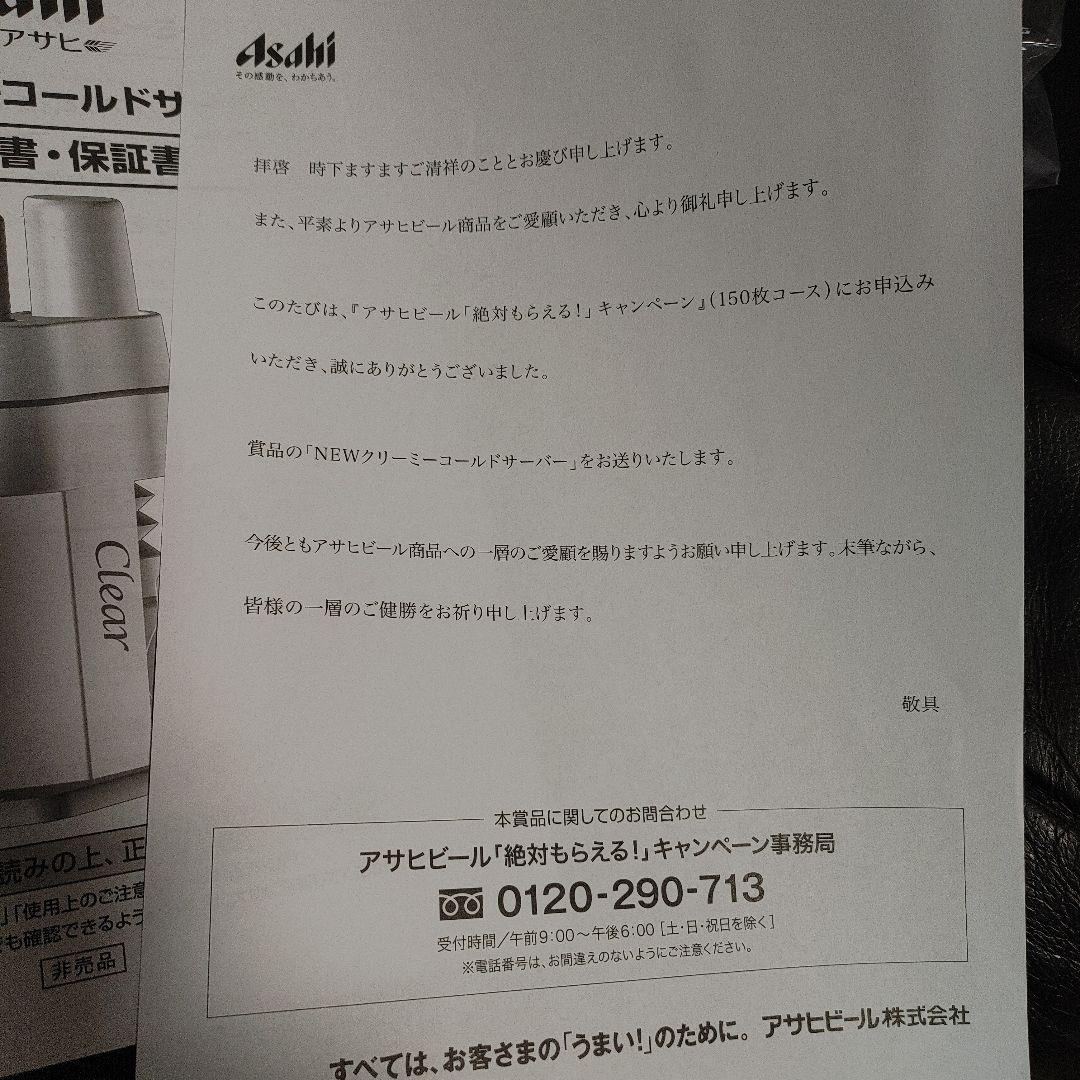 アサヒ
コールドサ
書・保証書
Clear
読みの上、正
」「使用上のご注意
でも確認できるよう
非売品
Asahi
その感動を、わかちあう。
拝啓　時下ますますご清祥のこととお慶び申し上げます。
また、平素よりアサヒビール商品をご愛顧いただき、心より御礼申し上げます。
このたびは、『アサヒビール「絶対もらえる!」キャンペーン』(150枚コース)にお申込み
いただき、誠にありがとうございました。
賞品の「NEWクリーミーコールドサーバー」をお送りいたします。
今後ともアサヒビール商品への一層のご愛顧を賜りますようお願い申し上げます。末筆ながら、
皆様の一層のご健勝をお祈り申し上げます。
敬具
本賞品に関してのお問合わせ
アサヒビール「絶対もらえる!」キャンペーン事務局
0120-290-713
受付時間/午前9:00〜午後6:00 [土・日・祝日を除く]
※電話番号は、お間違えのないようにご注意ください。
すべては、お客さまの「うまい!」のために。 アサヒビール株式会社